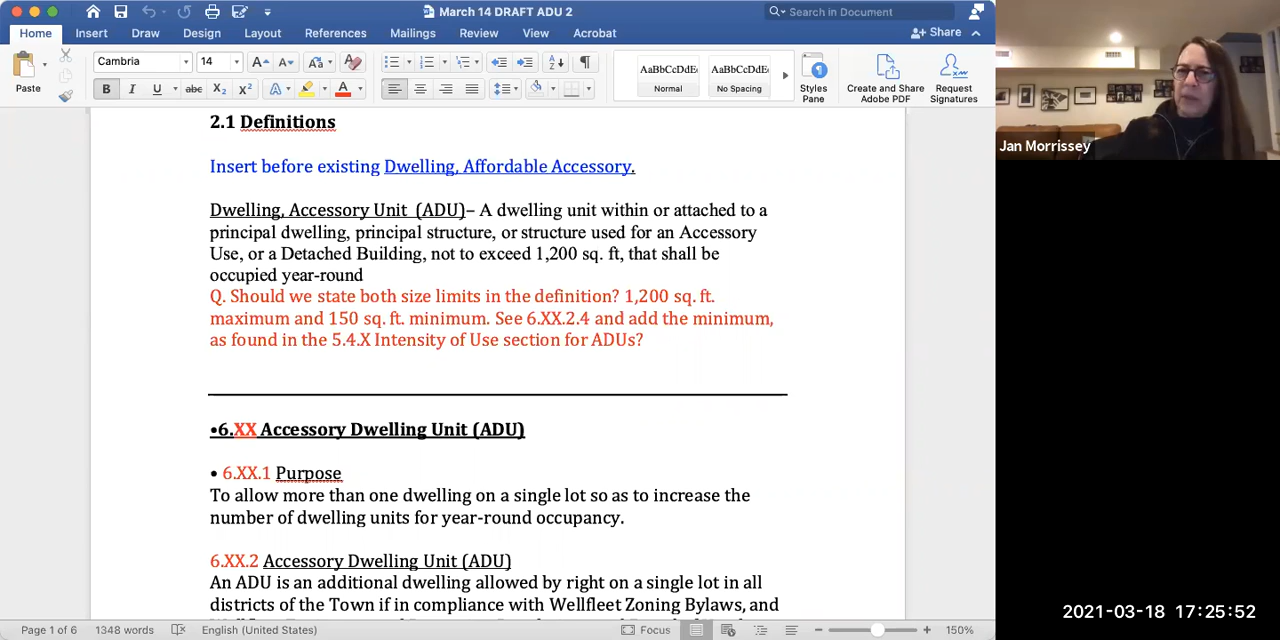 March 14 DRAFT ADU 2
Search in Document
Home Insert Draw Design Layout References Mailings Review View Acrobat
Share
Paste
Cambria
14
AaBbCcDdE
Normal
AaBbCcDdE
No Spacing
Styles Pane
Create and Share Adobe PDF
Request Signatures
Jan Morrissey
2.1 Definitions
Insert before existing Dwelling, Affordable Accessory.
Dwelling, Accessory Unit (ADU)– A dwelling unit within or attached to a
principal dwelling, principal structure, or structure used for an Accessory
Use, or a Detached Building, not to exceed 1,200 sq. ft, that shall be
occupied year-round
Q. Should we state both size limits in the definition? 1,200 sq. ft.
maximum and 150 sq. ft. minimum. See 6.XX.2.4 and add the minimum,
as found in the 5.4.X Intensity of Use section for ADUs?
•6.XX Accessory Dwelling Unit (ADU)
• 6.XX.1 Purpose
To allow more than one dwelling on a single lot so as to increase the
number of dwelling units for year-round occupancy.
6.XX.2 Accessory Dwelling Unit (ADU)
An ADU is an additional dwelling allowed by right on a single lot in all
districts of the Town if in compliance with Wellfleet Zoning Bylaws, and
2021-03-18 17:25:52
Page 1 of 6 1348 words English (United States) Focus 150%